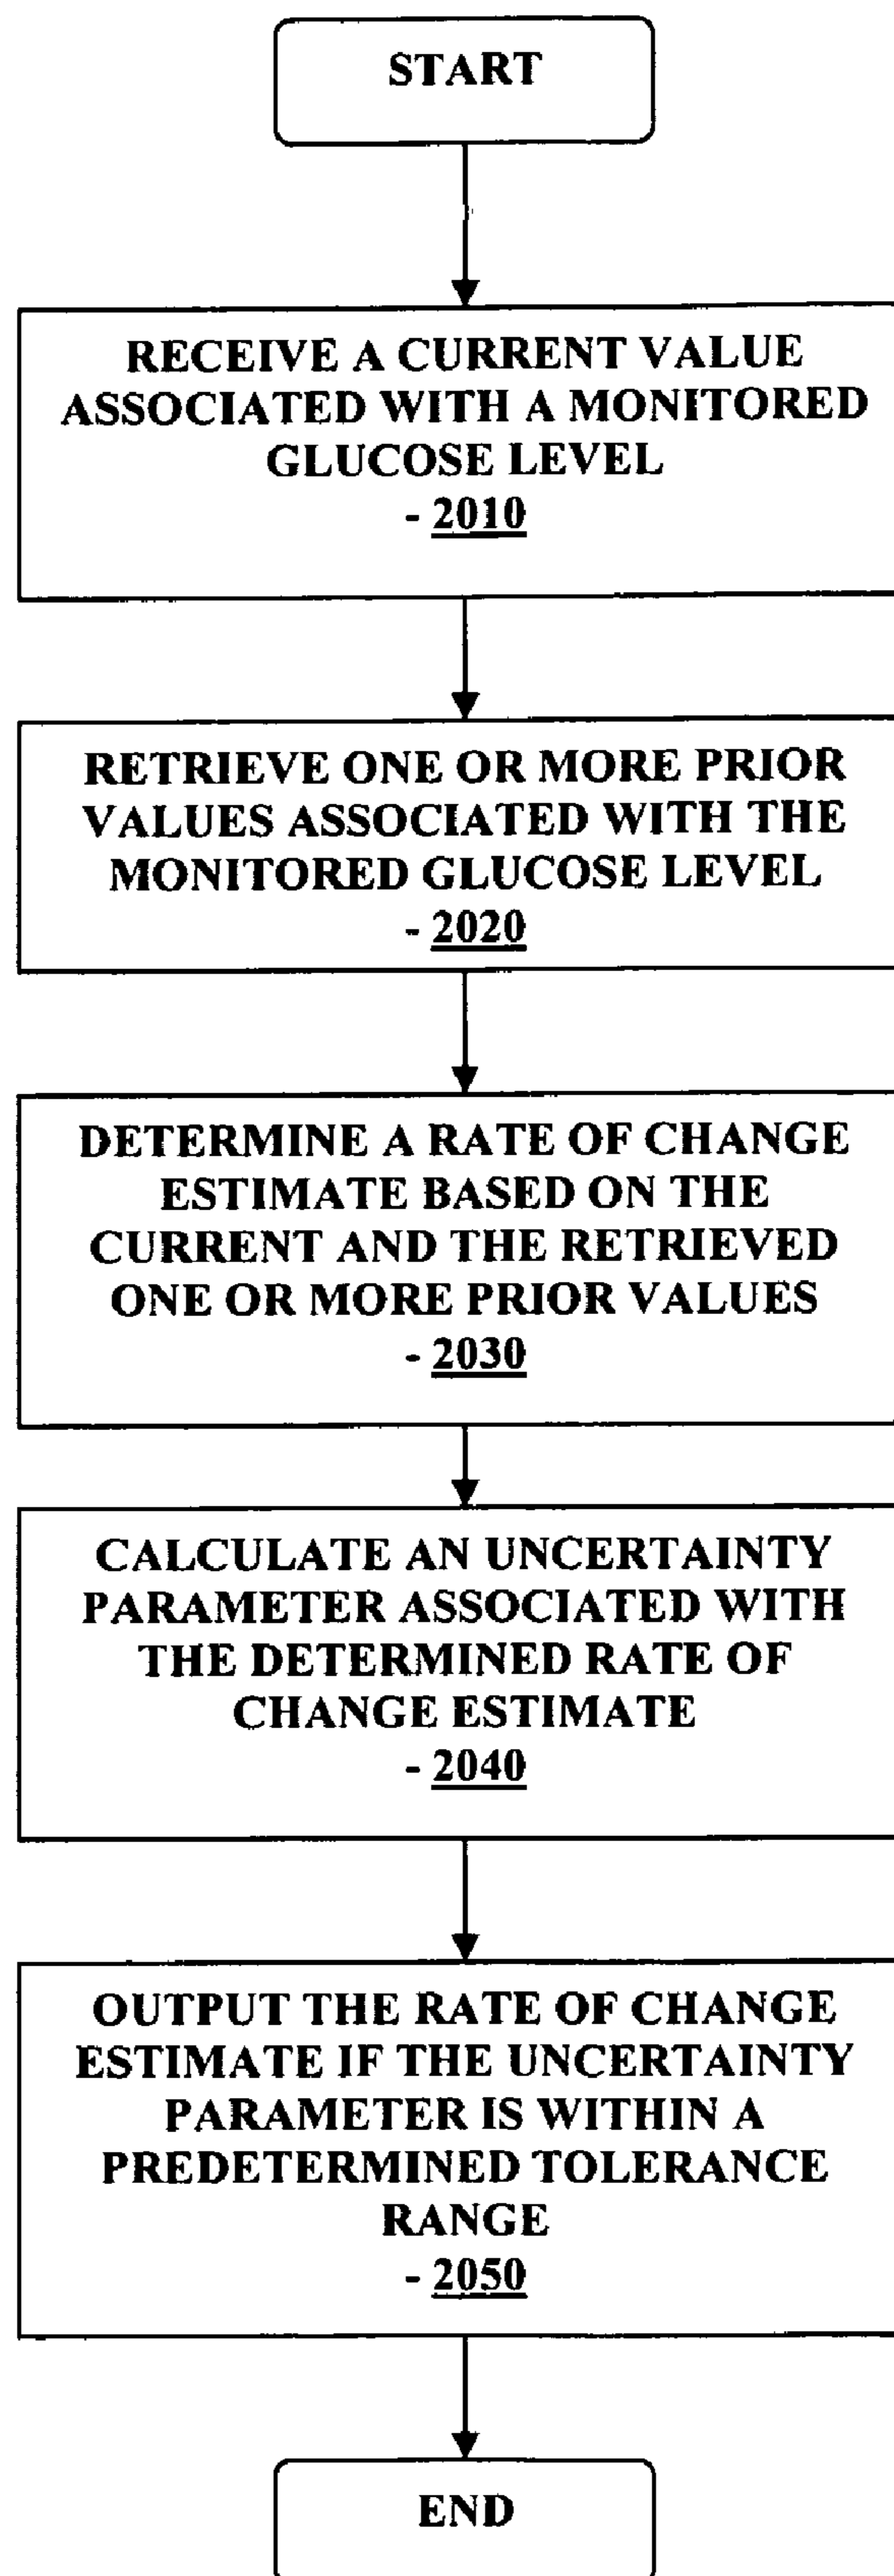 START
RECEIVE A CURRENT VALUE
ASSOCIATED WITH A MONITORED
GLUCOSE LEVEL
- 2010
RETRIEVE ONE OR MORE PRIOR
VALUES ASSOCIATED WITH THE
MONITORED GLUCOSE LEVEL
- 2020
DETERMINE A RATE OF CHANGE
ESTIMATE BASED ON THE
CURRENT AND THE RETRIEVED
ONE OR MORE PRIOR VALUES
- 2030
CALCULATE AN UNCERTAINTY
PARAMETER ASSOCIATED WITH
THE DETERMINED RATE OF
CHANGE ESTIMATE
- 2040
OUTPUT THE RATE OF CHANGE
ESTIMATE IF THE UNCERTAINTY
PARAMETER IS WITHIN A
PREDETERMINED TOLERANCE
RANGE
- 2050
END